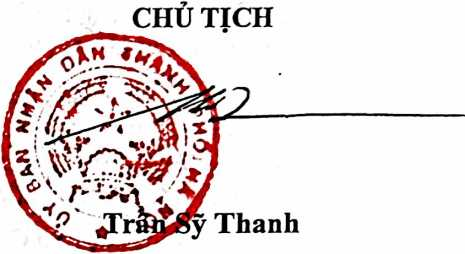 CHỦ TỊCH
ỦY BAN NHÂN DÂN THÀNH PHỐ HÀ NỘI
Trần Sỹ Thanh